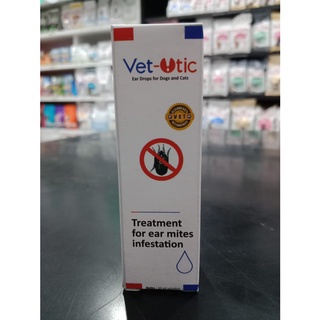 Vet-Otic
Ear Drops for Dogs and Cats
Treatment
for ear mites
infestation